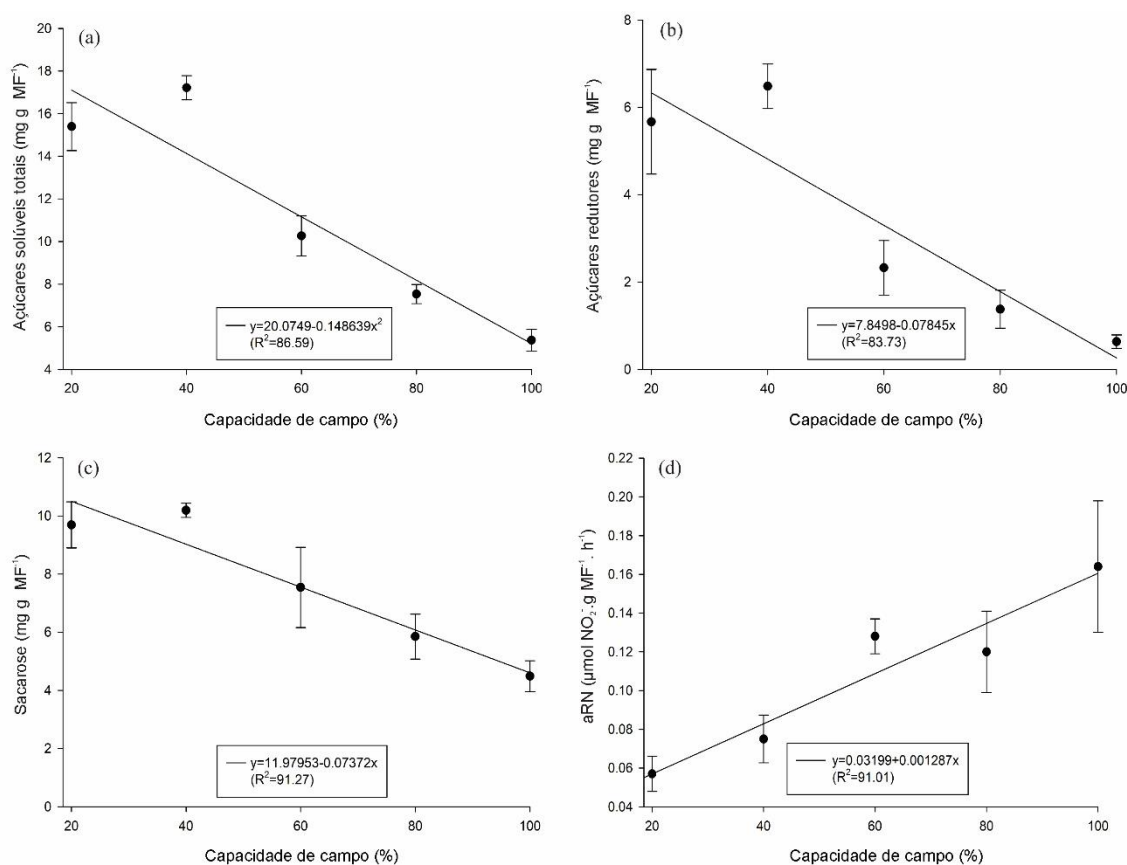 (a)
Açúcares solúveis totais (mg g MF⁻¹)
20
18
16
14
12
10
8
6
4
y=20.0749-0.148639x²
(R²=86.59)
20 40 60 80 100
Capacidade de campo (%)
(b)
Açúcares redutores (mg g MF⁻¹)
8
6
4
2
0
y=7.8498-0.07845x
(R²=83.73)
20 40 60 80 100
Capacidade de campo (%)
(c)
Sacarose (mg g MF⁻¹)
12
10
8
6
4
2
0
y=11.97953-0.07372x
(R²=91.27)
20 40 60 80 100
Capacidade de campo (%)
(d)
aRN (µmol NO₂⁻.g MF⁻¹. h⁻¹)
0.22
0.20
0.18
0.16
0.14
0.12
0.10
0.08
0.06
0.04
y=0.03199+0.001287x
(R²=91.01)
20 40 60 80 100
Capacidade de campo (%)